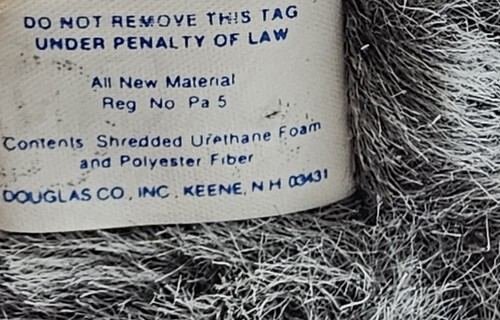 DO NOT REMOVE THIS TAG
UNDER PENALTY OF LAW
All New Material
Reg No Pa 5
Contents Shredded Urethane Foam
and Polyester Fiber
DOUGLAS CO., INC. KEENE, N H 03431